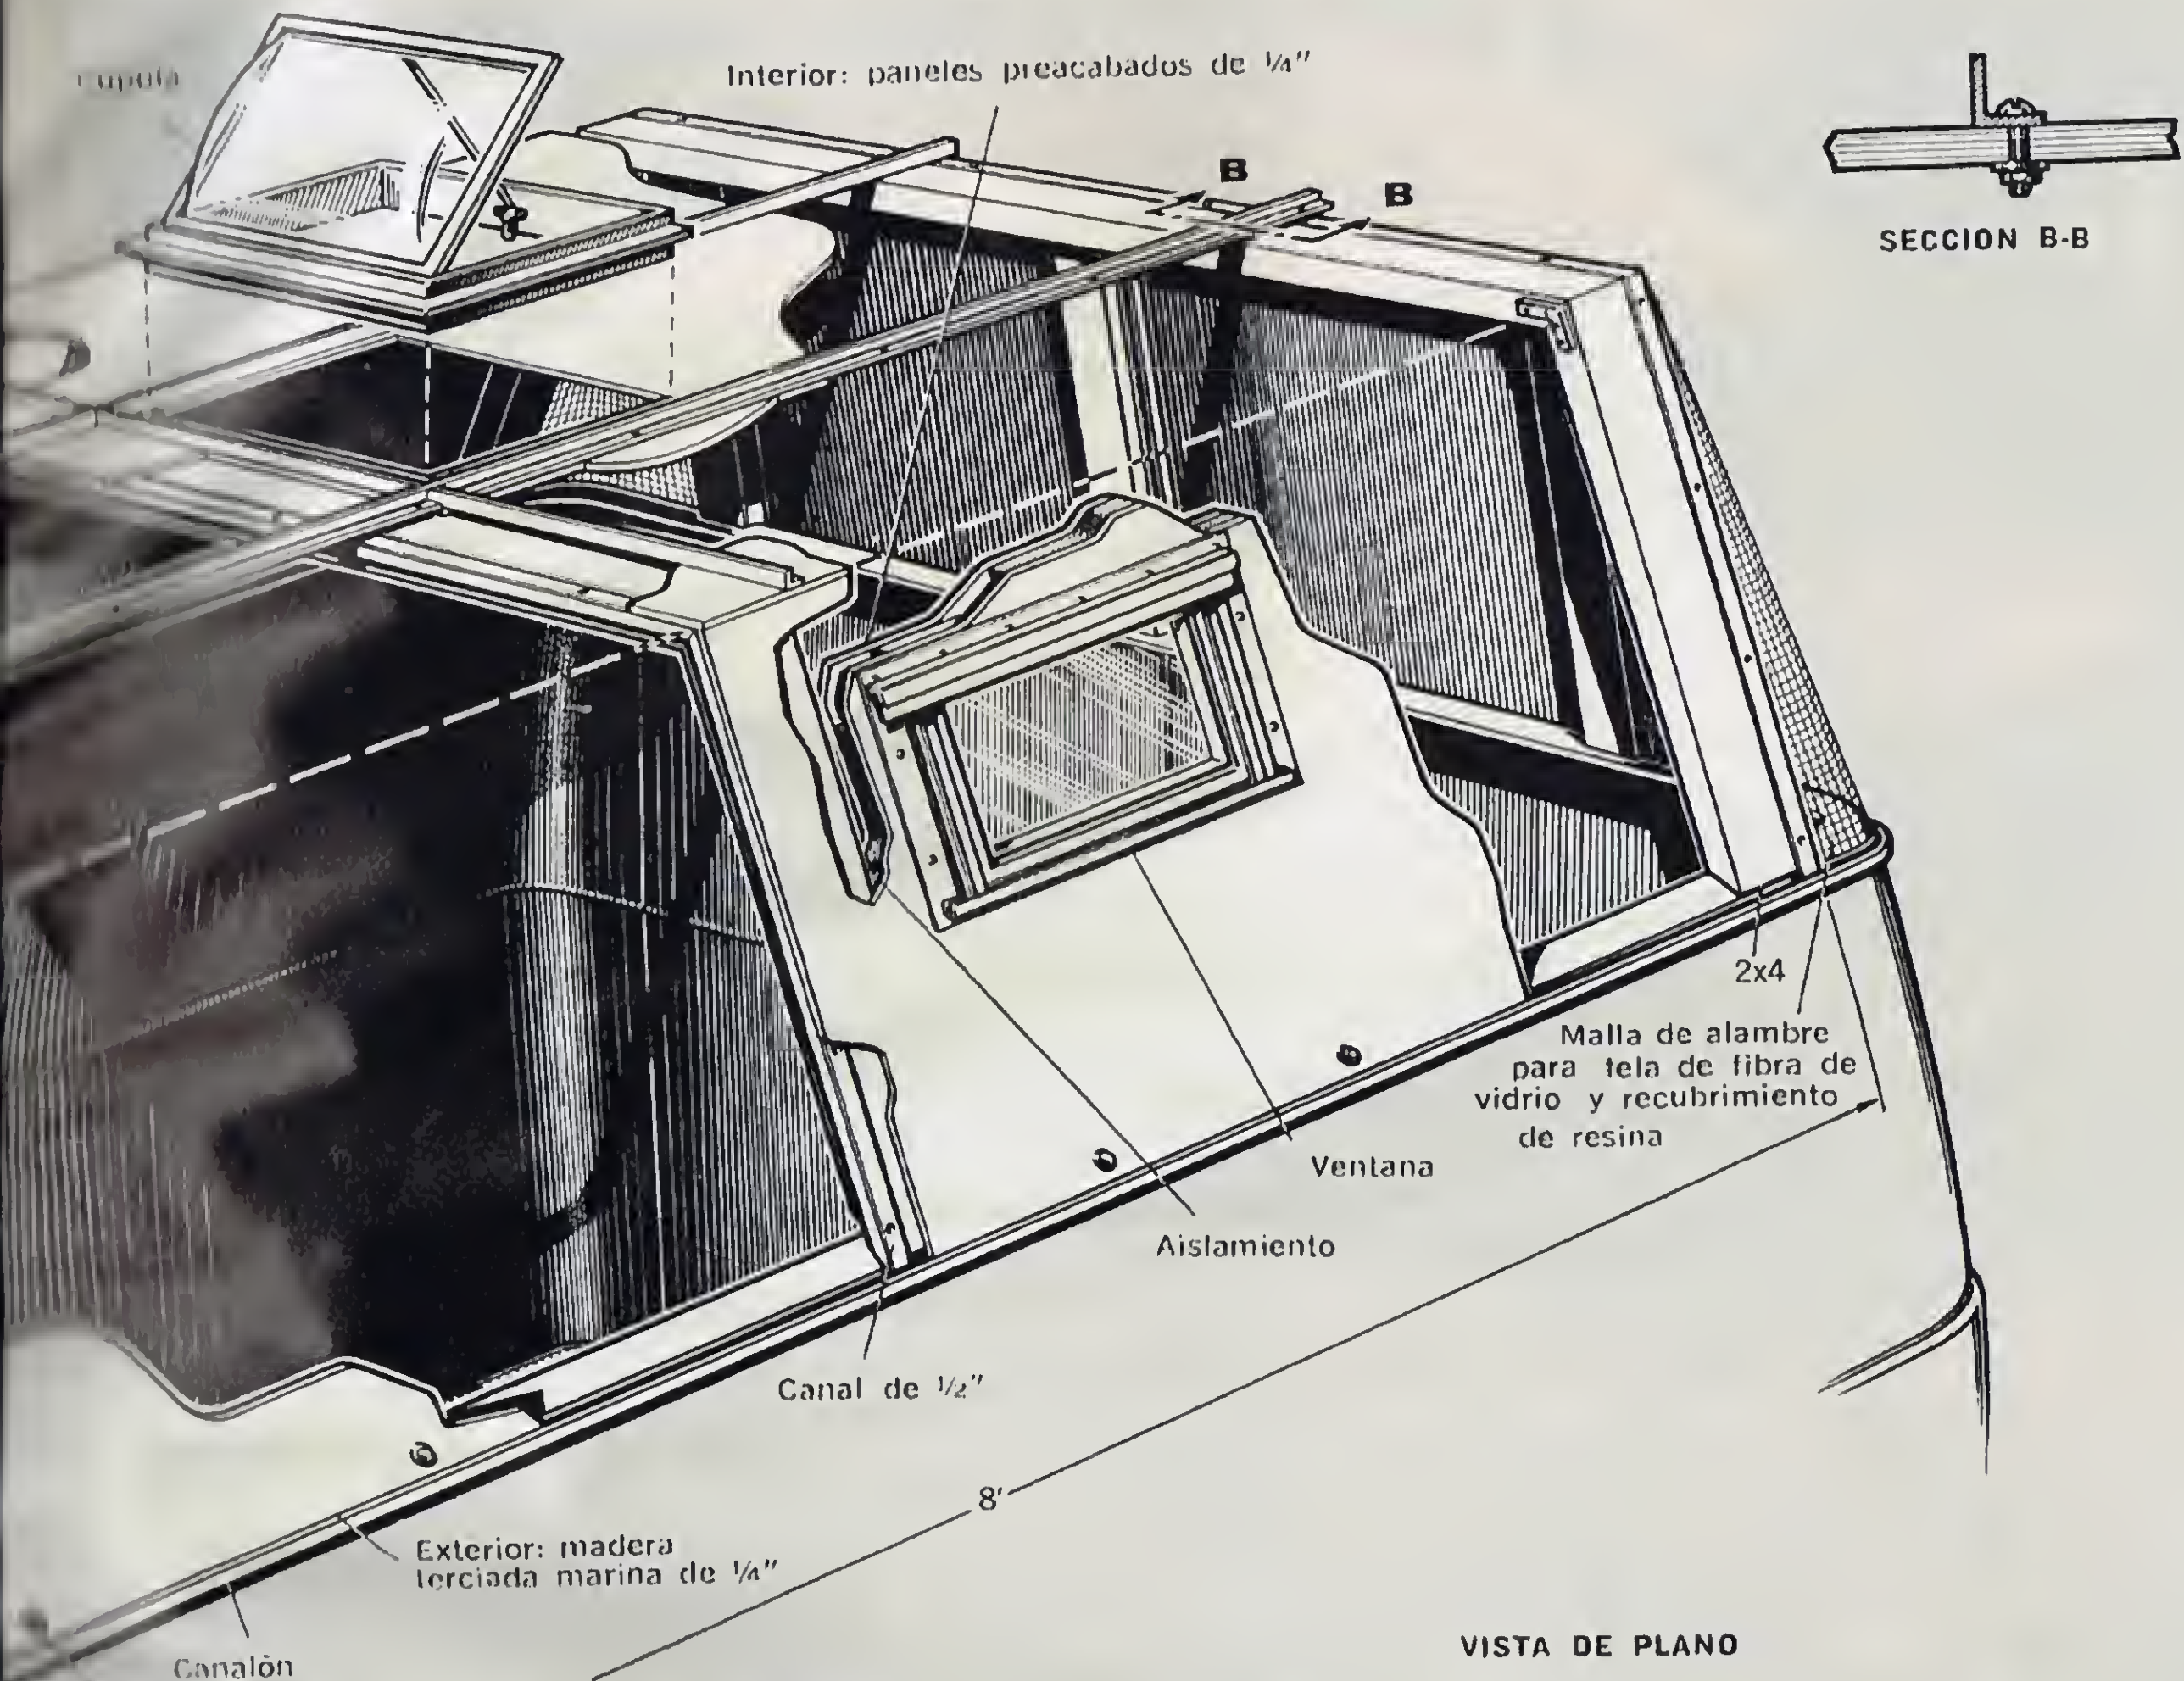 Cúpula
Interior: paneles preacabados de ¼"
B
B
SECCION B-B
2x4
Malla de alambre
para tela de fibra de
vidrio y recubrimiento
de resina
Ventana
Aislamiento
Canal de ½"
8'
Exterior: madera
terciada marina de ¼"
Canalón
VISTA DE PLANO